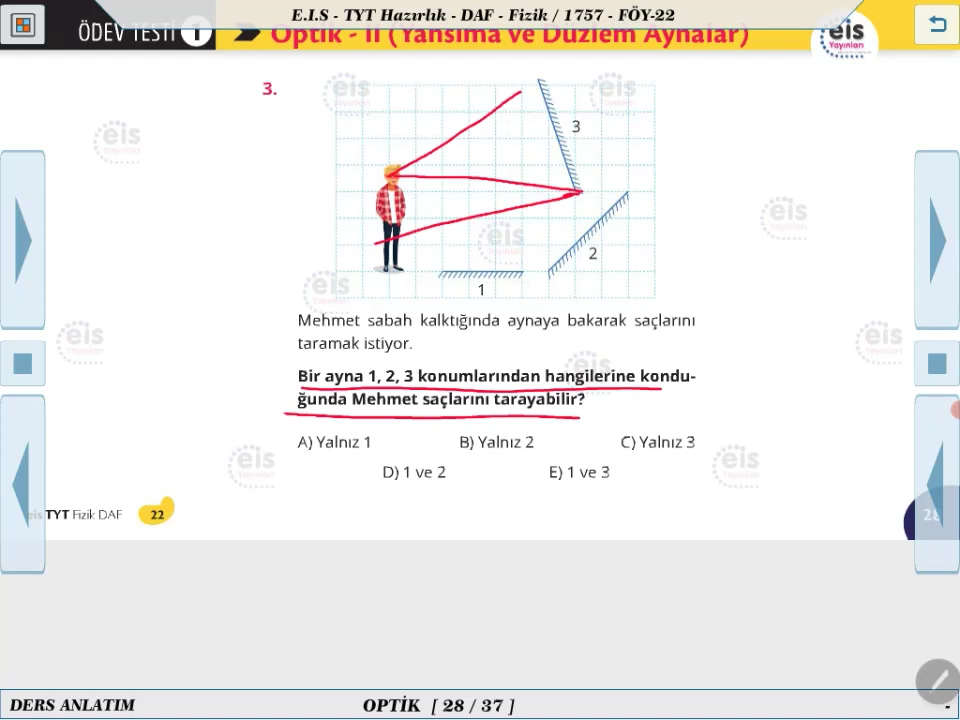 E.I.S - TYT Hazırlık - DAF - Fizik / 1757 - FÖY-22
ÖDEV TESTİ 1
Optik - II (Yansıma ve Düzlem Aynalar)
eis
Yayınları
3.
3
2
1
Mehmet sabah kalktığında aynaya bakarak saçlarını
taramak istiyor.
Bir ayna 1, 2, 3 konumlarından hangilerine kondu-
ğunda Mehmet saçlarını tarayabilir?
A) Yalnız 1 B) Yalnız 2 C) Yalnız 3
D) 1 ve 2 E) 1 ve 3
eis TYT Fizik DAF 22
28
DERS ANLATIM OPTİK [ 28 / 37 ] -